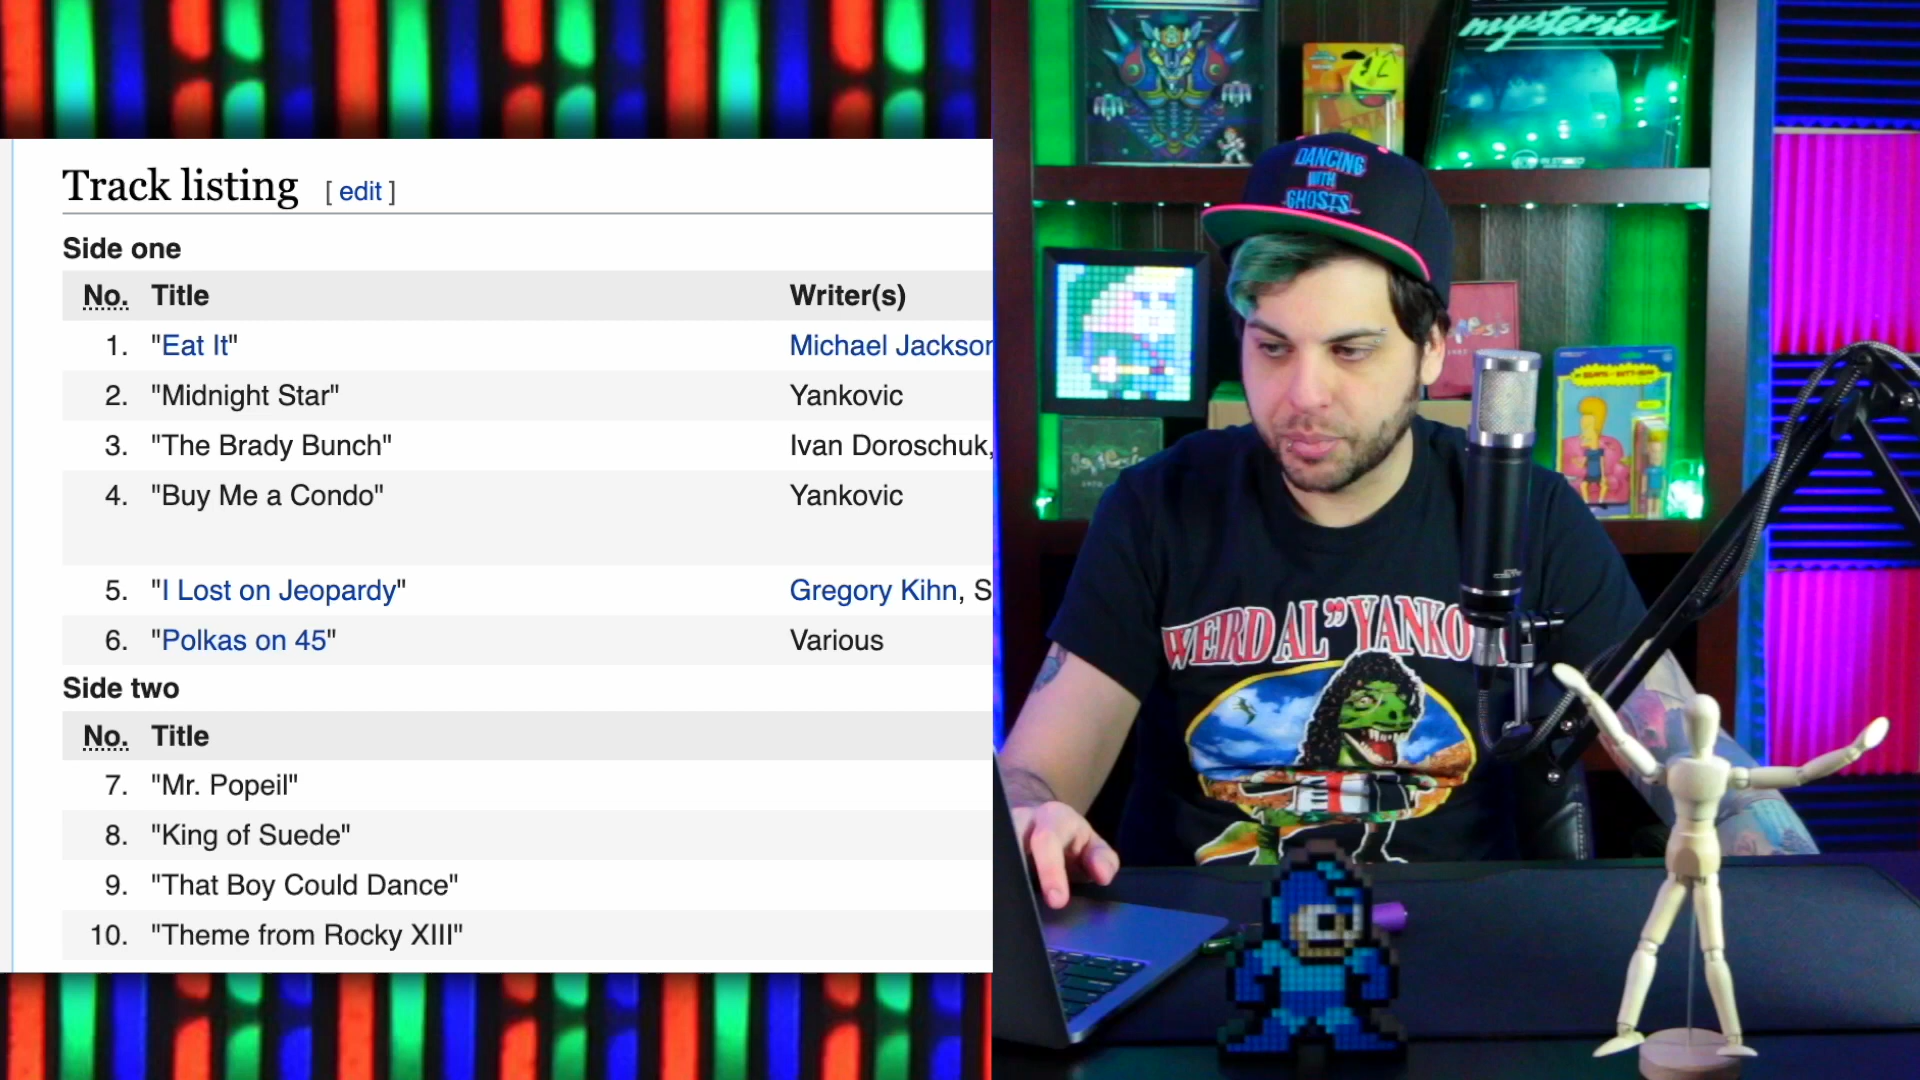 Track listing [ edit ]
Side one
No. Title Writer(s)
1. "Eat It" Michael Jackson
2. "Midnight Star" Yankovic
3. "The Brady Bunch" Ivan Doroschuk,
4. "Buy Me a Condo" Yankovic
5. "I Lost on Jeopardy" Gregory Kihn, S
6. "Polkas on 45" Various
Side two
No. Title
7. "Mr. Popeil"
8. "King of Suede"
9. "That Boy Could Dance"
10. "Theme from Rocky XIII"
mysteries
DANCING
WITH
GHOSTS
WEIRD AL" YANKO